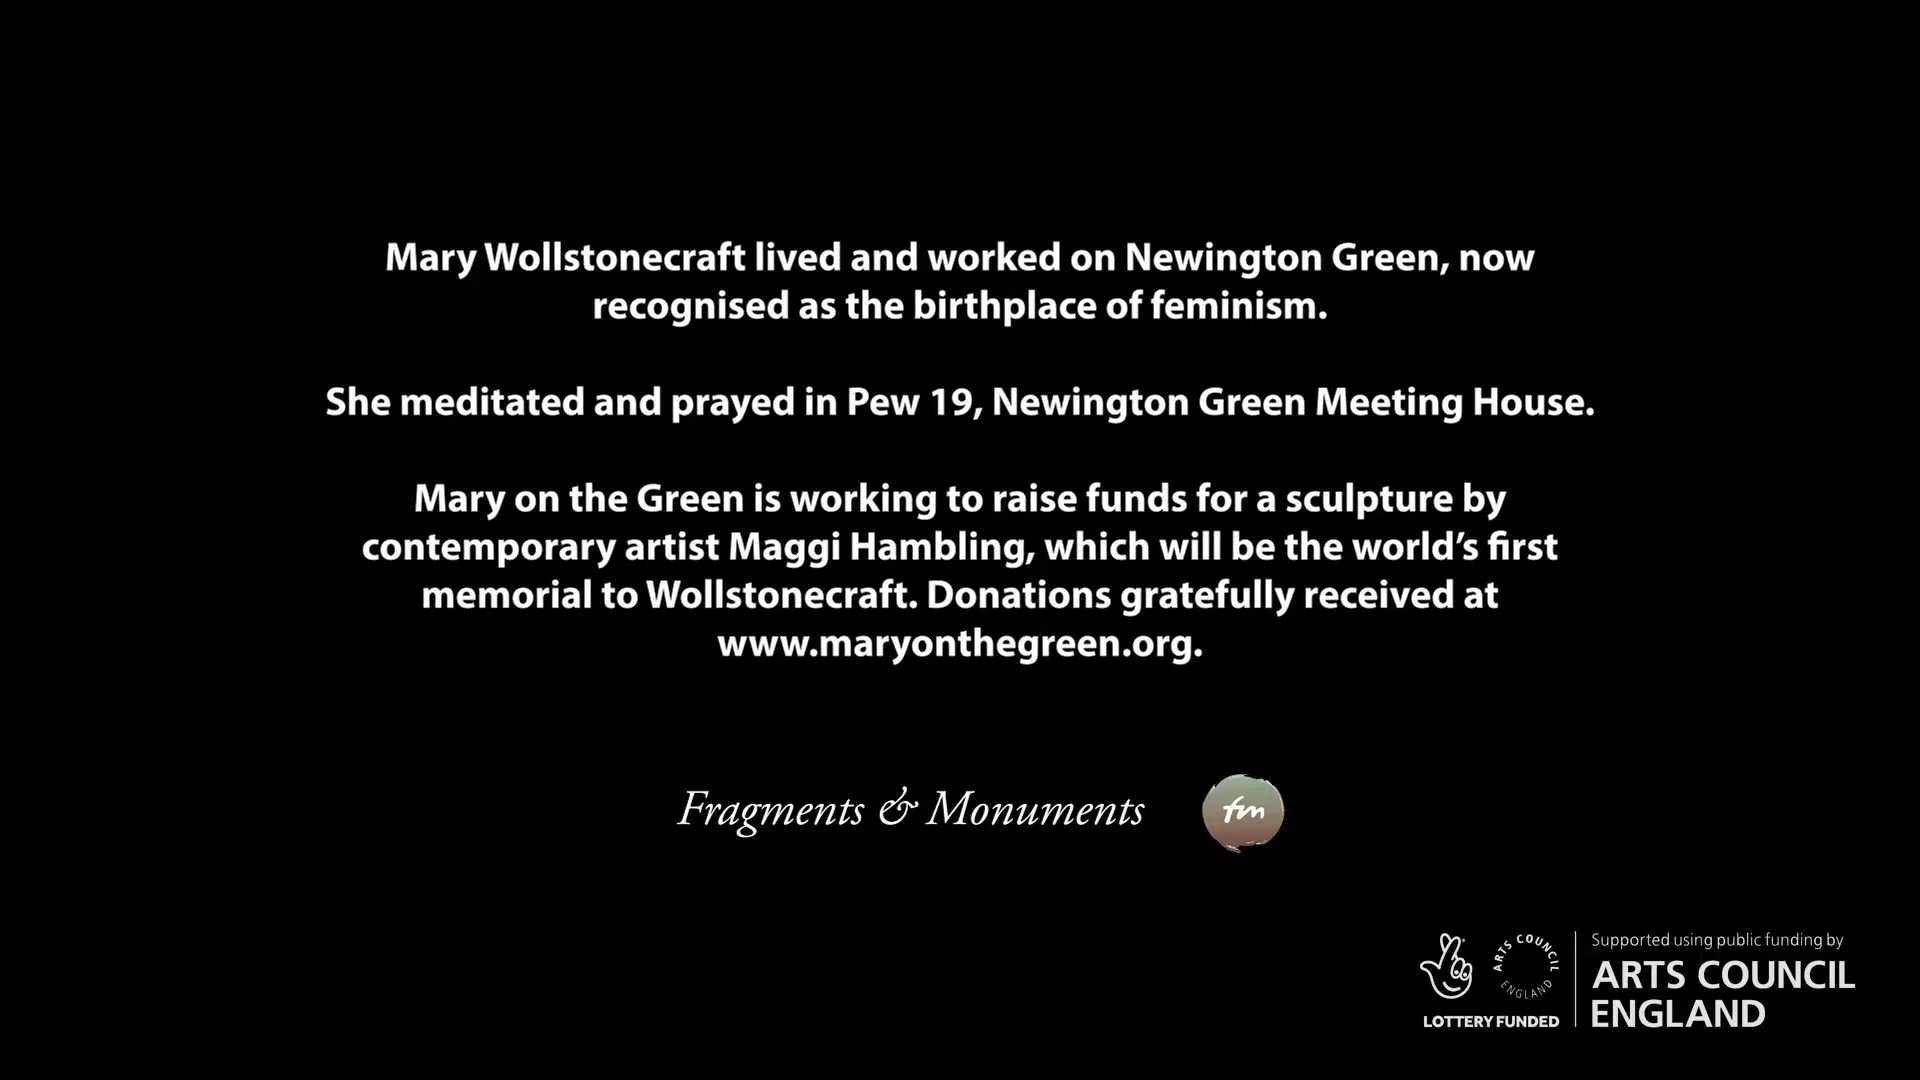 Mary Wollstonecraft lived and worked on Newington Green, now
recognised as the birthplace of feminism.
She meditated and prayed in Pew 19, Newington Green Meeting House.
Mary on the Green is working to raise funds for a sculpture by
contemporary artist Maggi Hambling, which will be the world’s first
memorial to Wollstonecraft. Donations gratefully received at
www.maryonthegreen.org.
Fragments & Monuments
fm
ARTS COUNCIL
ENGLAND
LOTTERY FUNDED
Supported using public funding by
ARTS COUNCIL
ENGLAND